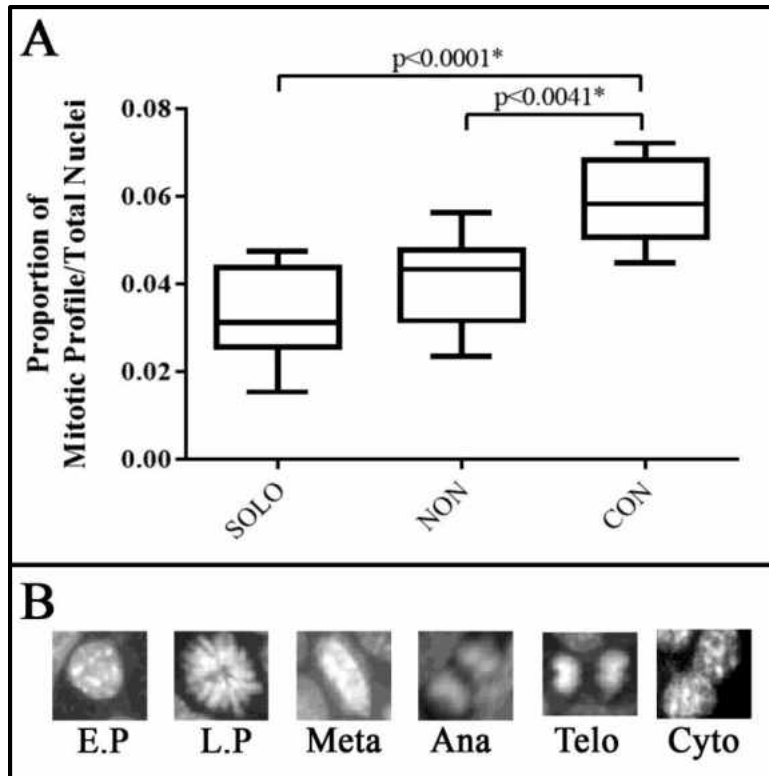 A
p<0.0001*
p<0.0041*
Proportion of
Mitotic Profile/Total Nuclei
0.08
0.06
0.04
0.02
0.00
SOLO
NON
CON
B
E.P
L.P
Meta
Ana
Telo
Cyto